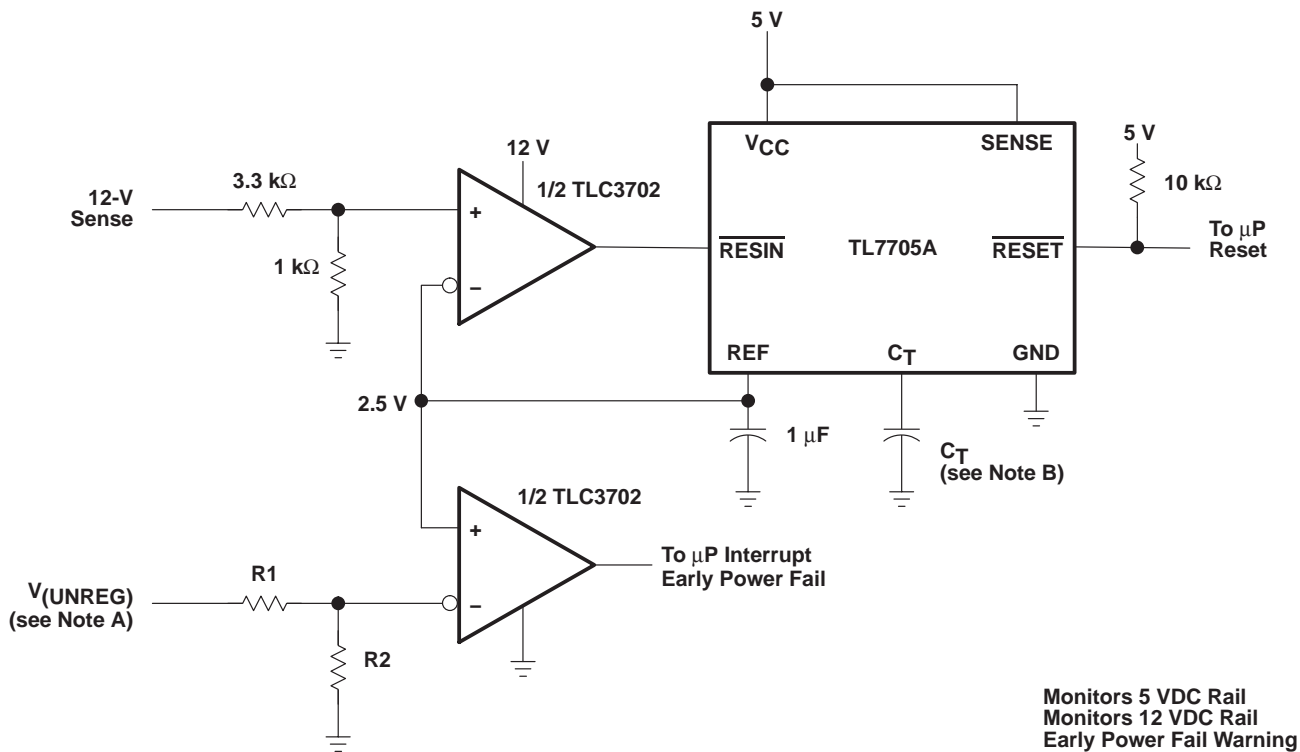 5 V
12 V
1/2 TLC3702
VCC
SENSE
5 V
10 kΩ
3.3 kΩ
12-V
Sense
+
1 kΩ
−
RESIN
TL7705A
RESET
To μP
Reset
REF
CT
GND
2.5 V
1 μF
CT
(see Note B)
1/2 TLC3702
+
−
To μP Interrupt
Early Power Fail
V(UNREG)
(see Note A)
R1
R2
Monitors 5 VDC Rail
Monitors 12 VDC Rail
Early Power Fail Warning